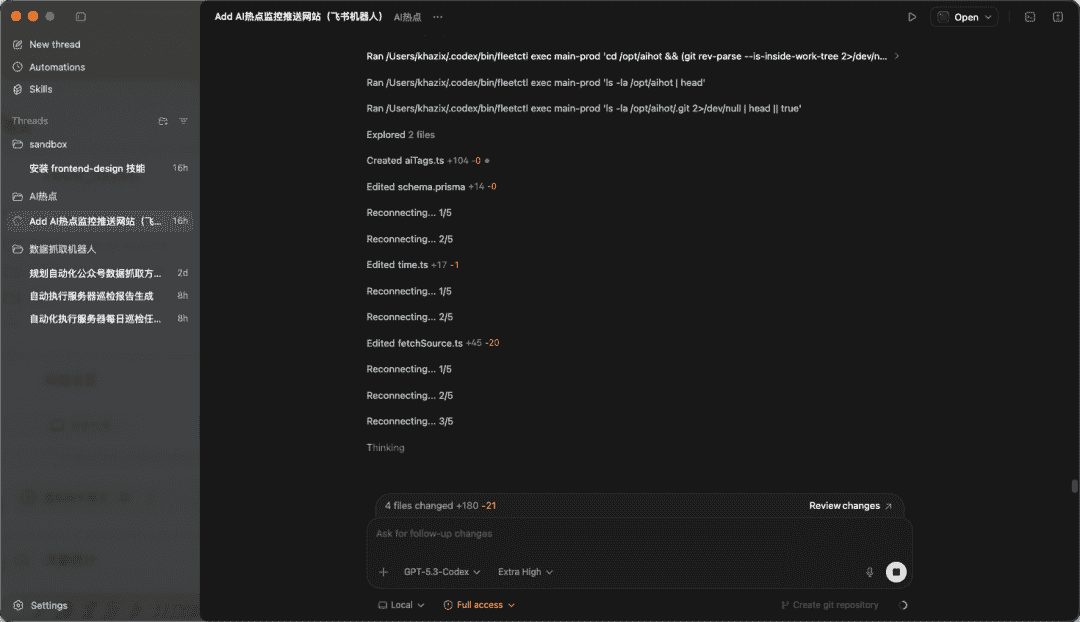 New thread
Automations
Skills
Threads
sandbox
安装 frontend-design 技能 16h
AI热点
Add AI热点监控推送网站（飞... 16h
数据抓取机器人
规划自动化公众号数据抓取方... 2d
自动执行服务器巡检报告生成 8h
自动化执行服务器每日巡检任... 8h
Settings
Add AI热点监控推送网站（飞书机器人） AI热点 ...
Open
Ran /Users/khazix/.codex/bin/fleetctl exec main-prod 'cd /opt/aihot && (git rev-parse --is-inside-work-tree 2>/dev/n...
Ran /Users/khazix/.codex/bin/fleetctl exec main-prod 'ls -la /opt/aihot | head'
Ran /Users/khazix/.codex/bin/fleetctl exec main-prod 'ls -la /opt/aihot/.git 2>/dev/null | head || true'
Explored 2 files
Created aiTags.ts +104 -0
Edited schema.prisma +14 -0
Reconnecting... 1/5
Reconnecting... 2/5
Edited time.ts +17 -1
Reconnecting... 1/5
Reconnecting... 2/5
Edited fetchSource.ts +45 -20
Reconnecting... 1/5
Reconnecting... 2/5
Reconnecting... 3/5
Thinking
4 files changed +180 -21 Review changes
Ask for follow-up changes
GPT-5.3-Codex Extra High
Local Full access Create git repository